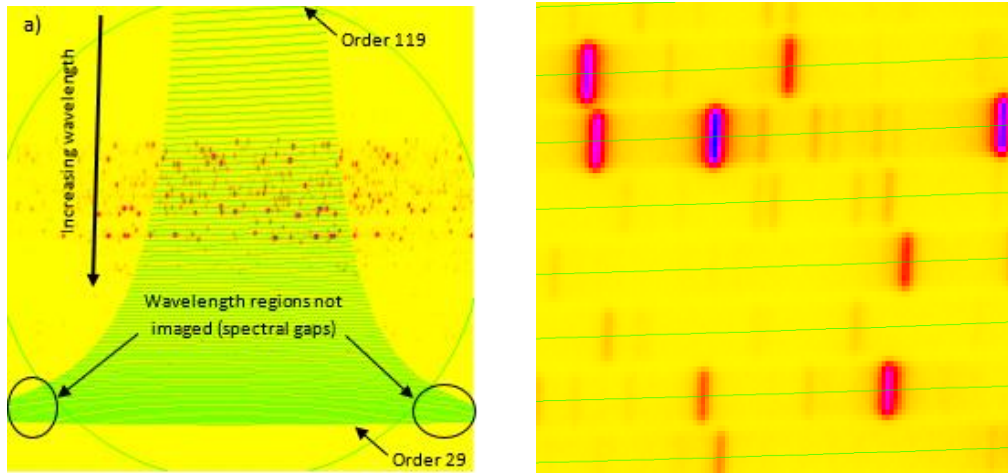 a)
Order 119
Increasing wavelength
Wavelength regions not
imaged (spectral gaps)
Order 29